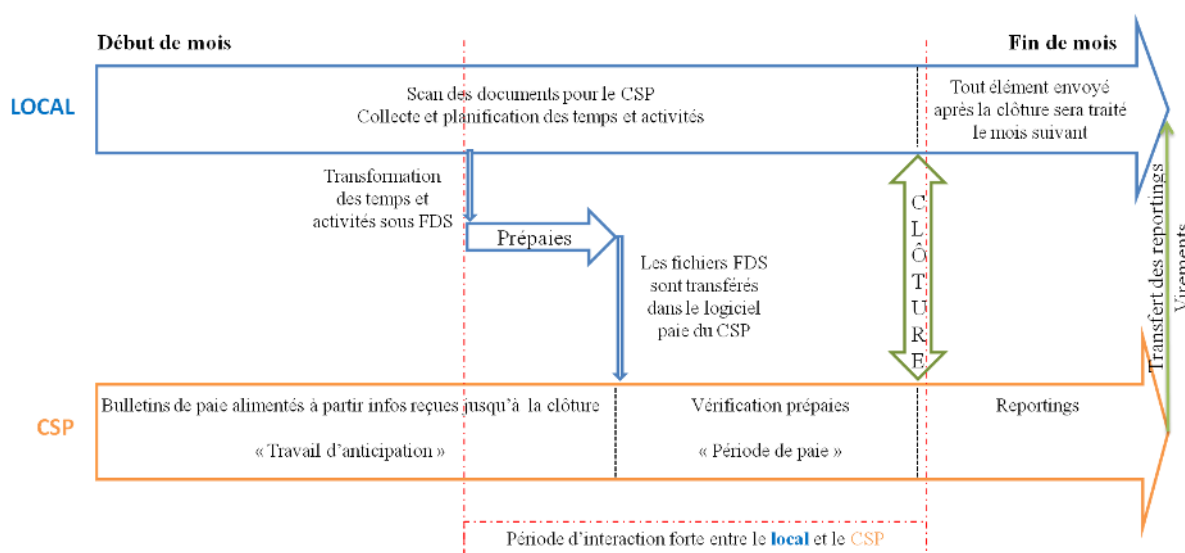 Début de mois
Fin de mois
LOCAL
Scan des documents pour le CSP
Collecte et planification des temps et activités
Tout élément envoyé
après la clôture sera traité
le mois suivant
Transformation
des temps et
activités sous FDS
Prépaies
Les fichiers FDS
sont transférés
dans le logiciel
paie du CSP
CLÔTURE
Transfert des reportings
Virements
CSP
Bulletins de paie alimentés à partir infos reçues jusqu'à la clôture
« Travail d'anticipation »
Vérification prépaies
« Période de paie »
Reportings
Période d'interaction forte entre le local et le CSP